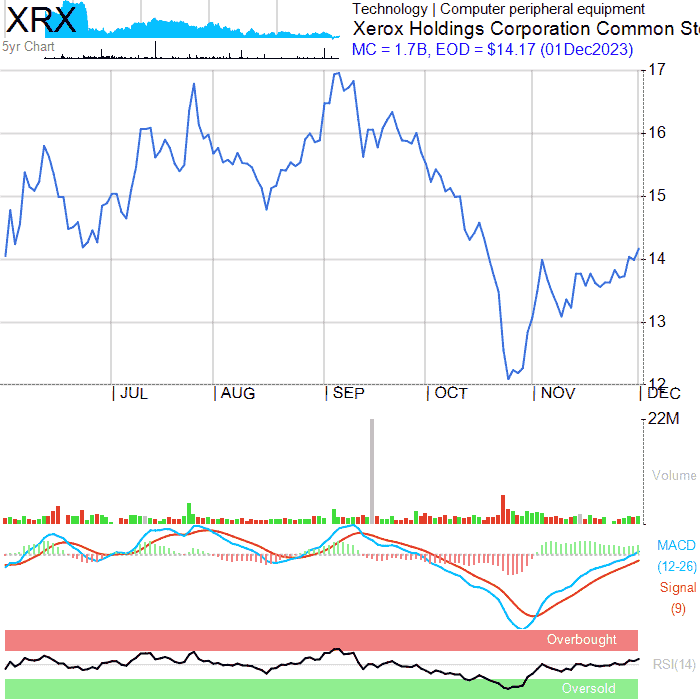 XRX
Technology | Computer peripheral equipment
Xerox Holdings Corporation Common Sto
5yr Chart
MC = 1.7B, EOD = $14.17 (01Dec2023)
17
16
15
14
13
12
JUL AUG SEP OCT NOV DEC
22M
Volume
MACD
(12-26)
Signal
(9)
Overbought
RSI(14)
Oversold